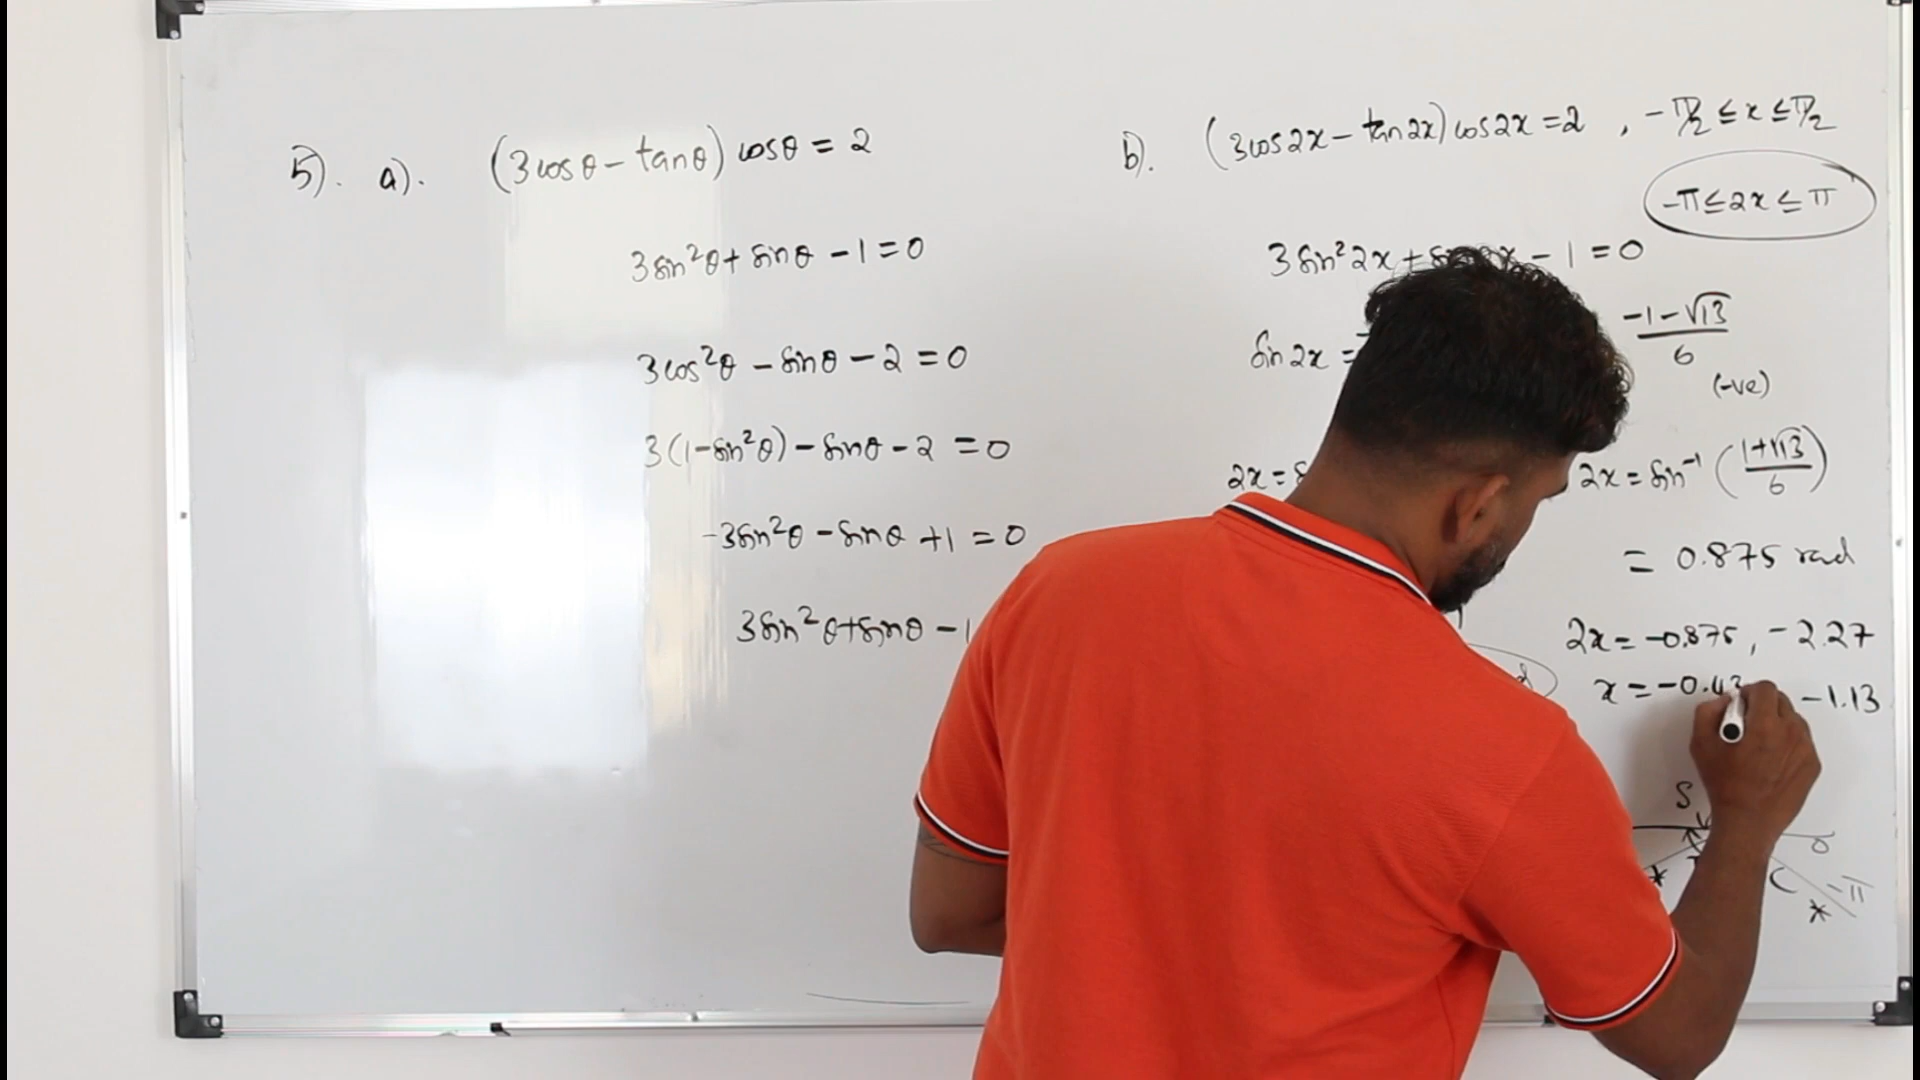 5). a). (3cosθ - tanθ) cosθ = 2
3sin²θ + sinθ - 1 = 0
3cos²θ - sinθ - 2 = 0
3(1-sin²θ) - sinθ - 2 = 0
-3sin²θ - sinθ + 1 = 0
3sin²θ + sinθ - 1
b). (3cos2x - tan2x) cos2x = 2 , -π/2 ≤ x ≤ π/2
-π ≤ 2x ≤ π
3sin²2x + - 1 = 0
sin2x = (-1-√13)/6
(-ve)
2x = 2x = sin⁻¹((1+√13)/6)
= 0.875 rad
2x = -0.875, -2.27
x = -0.43 -1.13
S
0
C -π